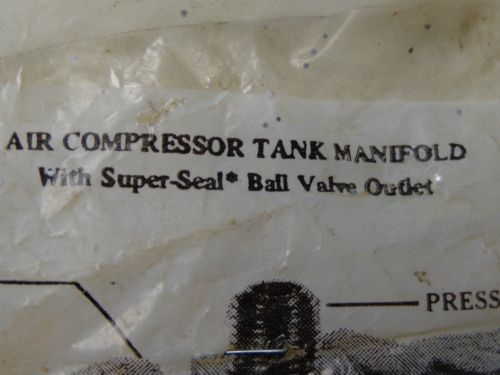 AIR COMPRESSOR TANK MANIFOLD
With Super-Seal® Ball Valve Outlet
PRESS